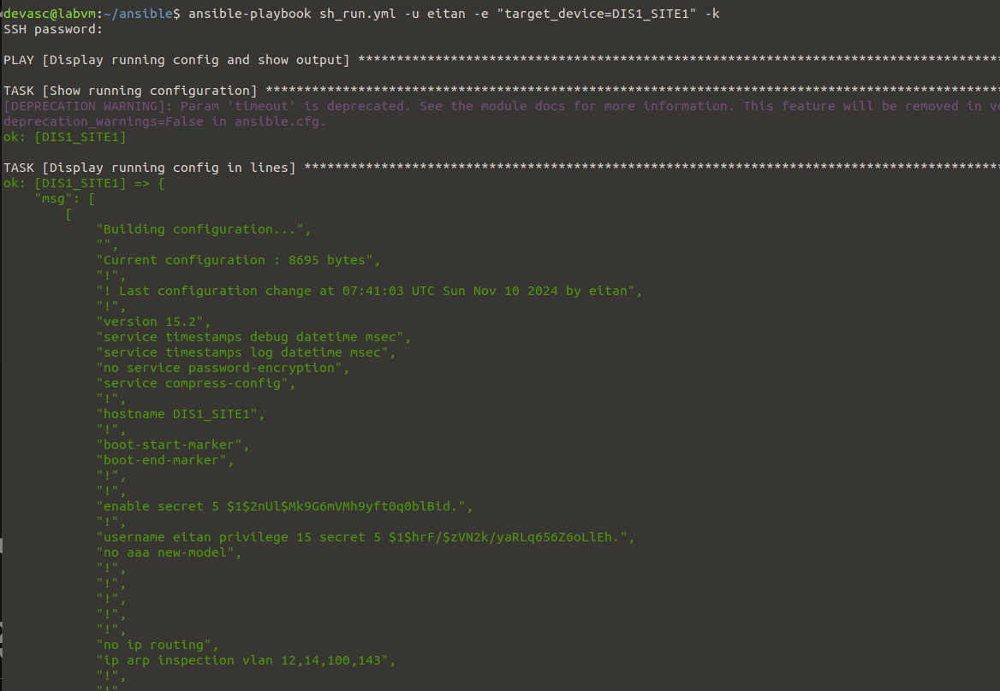 devasc@labvm:~/ansible$ ansible-playbook sh_run.yml -u eitan -e "target_device=DIS1_SITE1" -k
SSH password:
PLAY [Display running config and show output] ***********************************************************************************
TASK [Show running configuration] ***********************************************************************************************
[DEPRECATION WARNING]: Param 'timeout' is deprecated. See the module docs for more information. This feature will be removed in
deprecation_warnings=False in ansible.cfg.
ok: [DIS1_SITE1]
TASK [Display running config in lines] ******************************************************************************************
ok: [DIS1_SITE1] => {
    "msg": [
        [
            "Building configuration...",
            "",
            "Current configuration : 8695 bytes",
            "!",
            "! Last configuration change at 07:41:03 UTC Sun Nov 10 2024 by eitan",
            "!",
            "version 15.2",
            "service timestamps debug datetime msec",
            "service timestamps log datetime msec",
            "no service password-encryption",
            "service compress-config",
            "!",
            "hostname DIS1_SITE1",
            "!",
            "boot-start-marker",
            "boot-end-marker",
            "!",
            "!",
            "enable secret 5 $1$2nUl$Mk9G6mVMh9yft0q0blBid.",
            "!",
            "username eitan privilege 15 secret 5 $1$hrF/$zVN2k/yaRLq656Z6oLlEh.",
            "no aaa new-model",
            "!",
            "!",
            "!",
            "!",
            "!",
            "no ip routing",
            "ip arp inspection vlan 12,14,100,143",
            "!",
            "!"